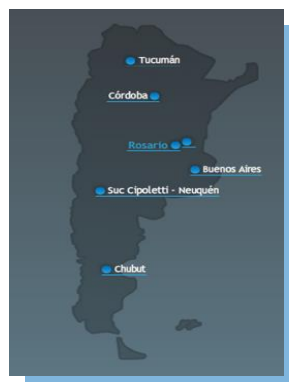 Tucumán
Córdoba
Rosario
Buenos Aires
Suc Cipoletti - Neuquén
Chubut